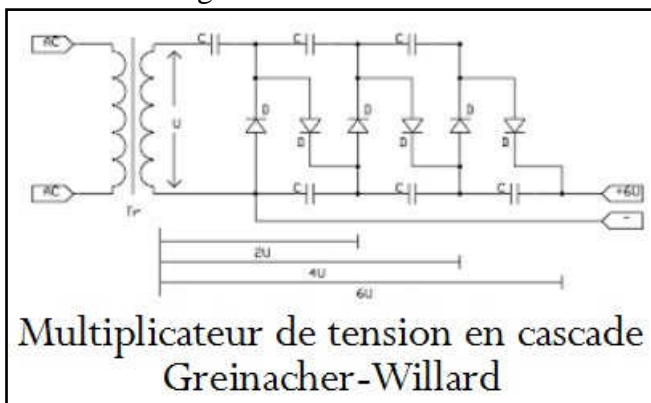 AC
C
C
C
U
D
D
D
D
D
D
AC
C
C
C
+6U
-
Tr
2U
4U
6U
Multiplicateur de tension en cascade
Greinacher-Willard